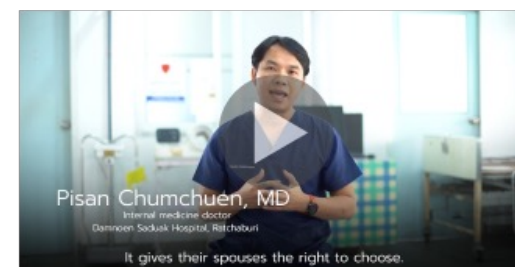 Pisan Chumchuen, MD
Internal medicine doctor
Damnoen Saduak Hospital, Ratchaburi
It gives their spouses the right to choose.